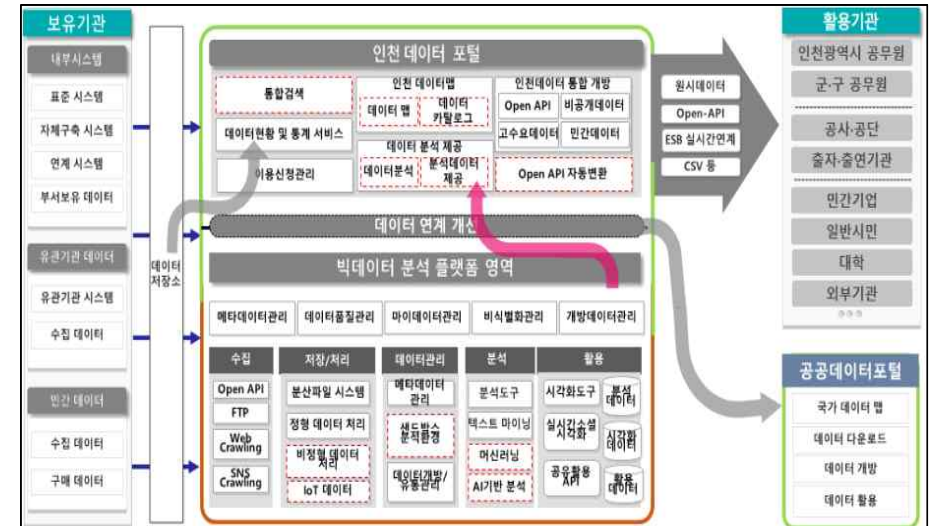 보유기관
내부시스템
표준 시스템
자체구축 시스템
연계 시스템
부서보유 데이터
유관기관 데이터
유관기관 시스템
수집 데이터
민간 데이터
수집 데이터
구매 데이터
데이터
저장소
인천 데이터 포털
통합검색
데이터현황 및 통계 서비스
이용신청관리
인천 데이터맵
데이터 맵
데이터
카탈로그
데이터 분석 제공
데이터분석
분석데이터
제공
인천데이터 통합 개방
Open API
비공개데이터
고수요데이터
민간데이터
Open API 자동변환
데이터 연계 개선
빅데이터 분석 플랫폼 영역
메타데이터관리
데이터품질관리
마이데이터관리
비식별화관리
개방데이터관리
수집
Open API
FTP
Web
Crawling
SNS
Crawling
저장/처리
분산파일 시스템
정형 데이터 처리
비정형 데이터
처리
IoT 데이터
데이터관리
메타데이터
관리
샌드박스
분석환경
데이터개방/
유통관리
분석
분석도구
텍스트 마이닝
머신러닝
AI기반 분석
활용
시각화도구
실시간소셜
시각화
공유활용
API
분석
데이터
시각화
데이터
활용
데이터
원시데이터
Open-API
ESB 실시간연계
CSV 등
활용기관
인천광역시 공무원
군·구 공무원
공사·공단
출자·출연기관
민간기업
일반시민
대학
외부기관
공공데이터포털
국가 데이터 맵
데이터 다운로드
데이터 개방
데이터 활용